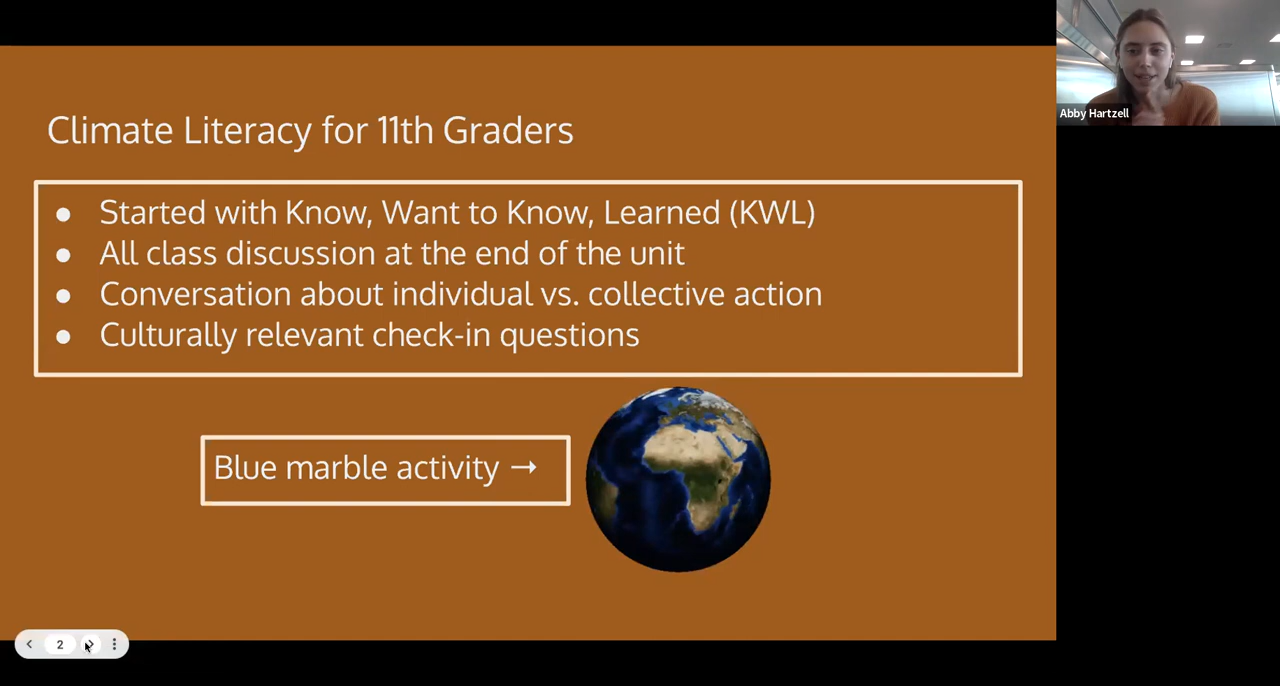 Climate Literacy for 11th Graders
● Started with Know, Want to Know, Learned (KWL)
● All class discussion at the end of the unit
● Conversation about individual vs. collective action
● Culturally relevant check-in questions
Blue marble activity →
Abby Hartzell
2